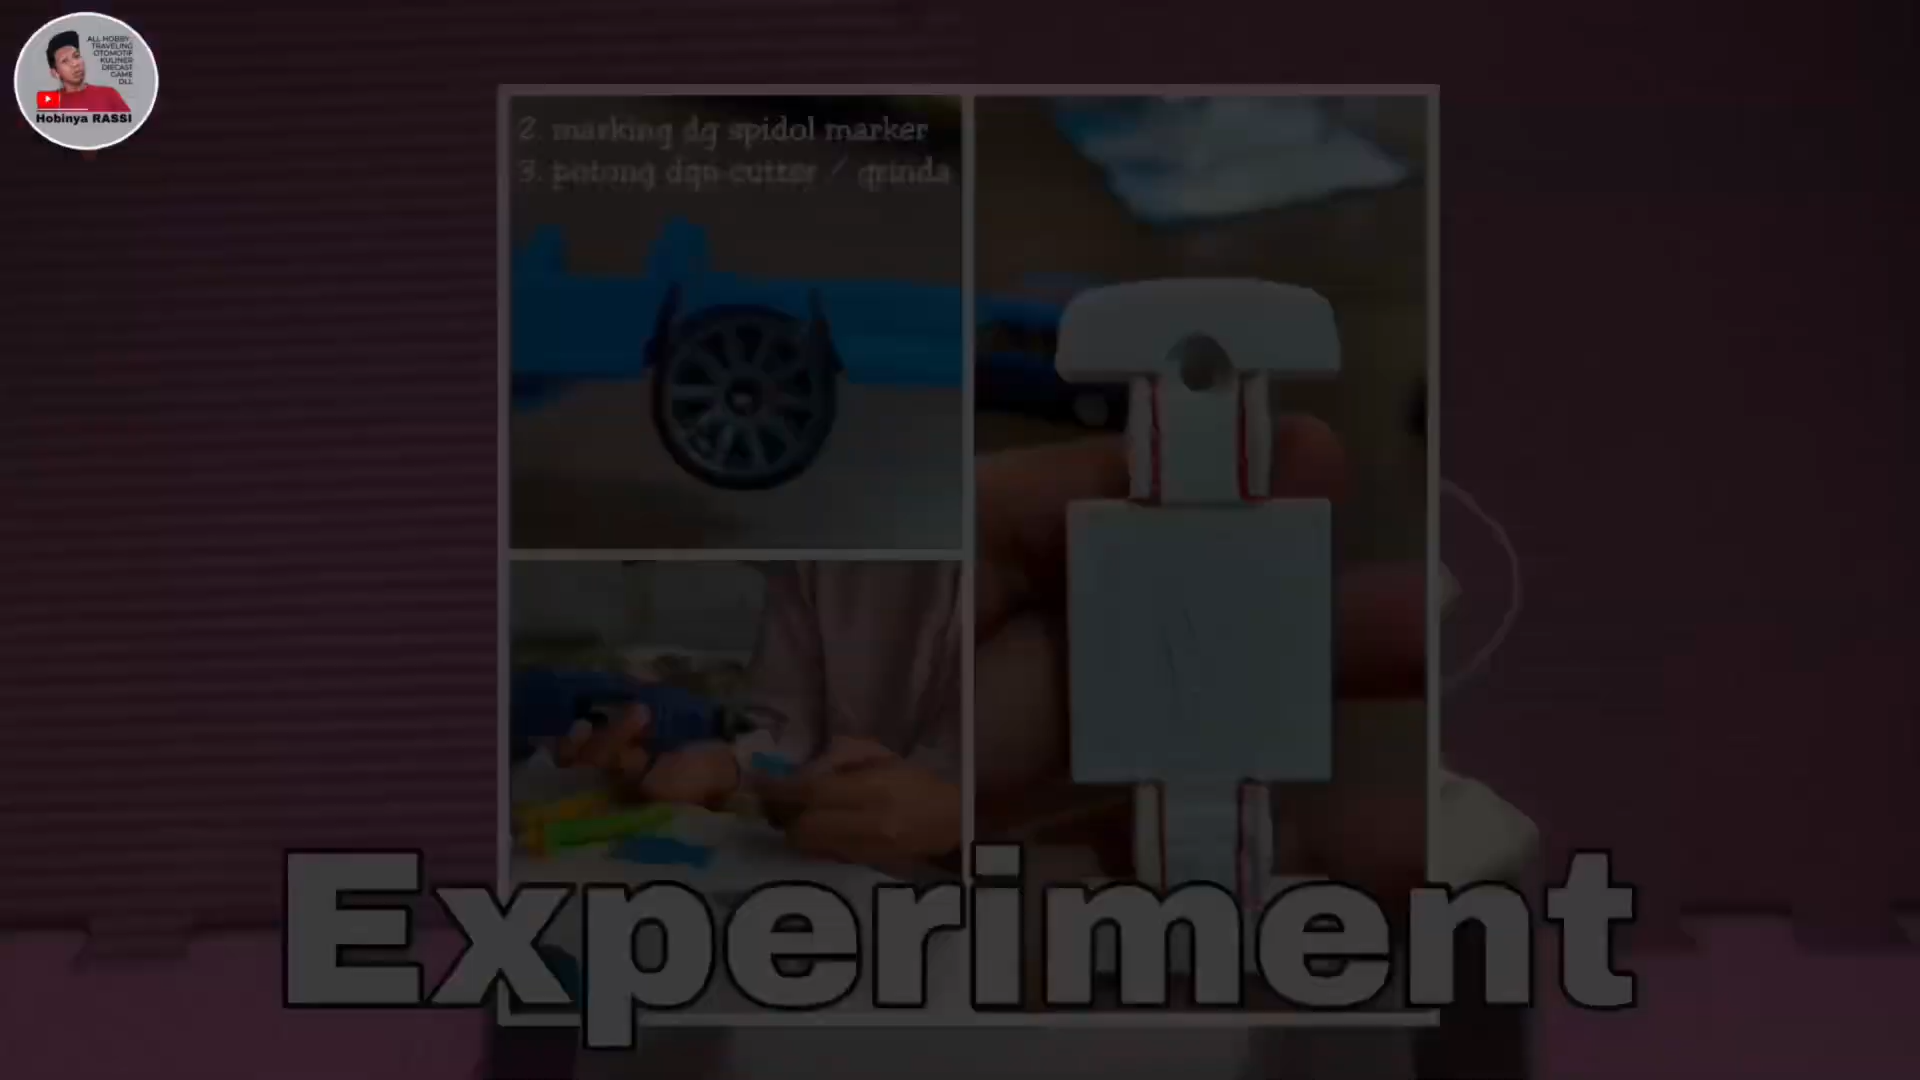 ALL HOBBY
TRAVELING
OTOMOTIF
KULINER
DIECAST
GAME
DLL
Hobinya RASSI
2. marking dg spidol marker
3. potong dgn cutter / grinda
Experiment